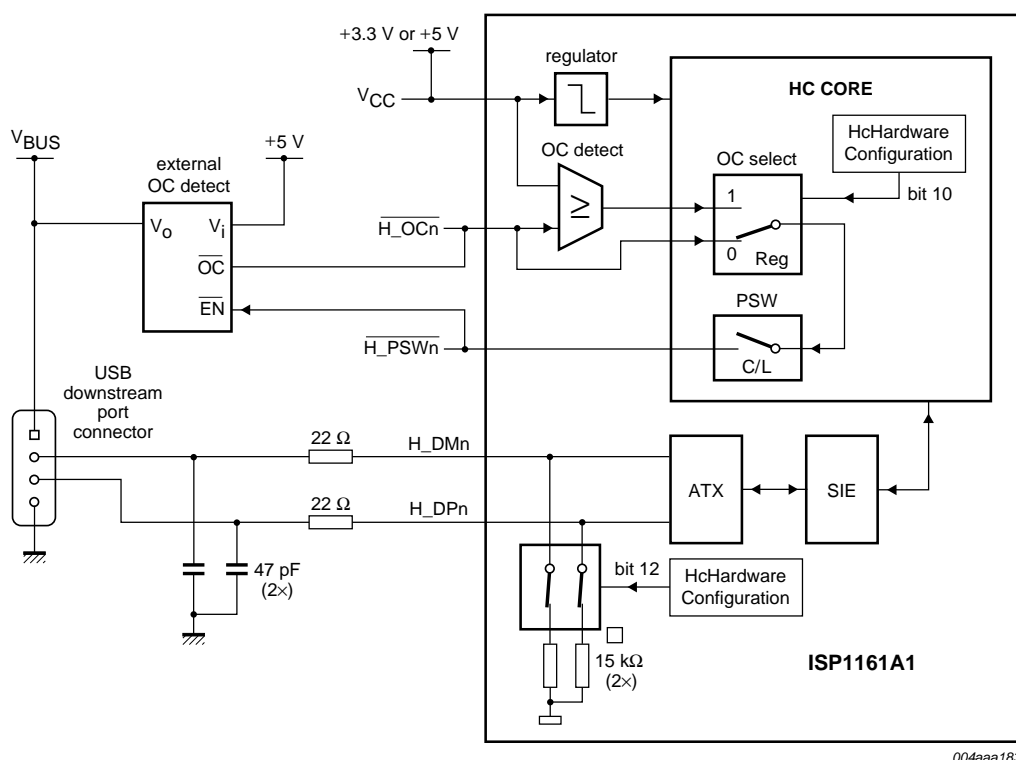 +3.3 V or +5 V
regulator
HC CORE
VCC
HcHardware
Configuration
VBUS
+5 V
external
OC detect
OC detect
OC select
bit 10
Vo
Vi
H_OCn
≥
1
0
Reg
OC
EN
PSW
H_PSWn
C/L
USB
downstream
port
connector
22 Ω
H_DMn
ATX
SIE
22 Ω
H_DPn
47 pF
(2×)
bit 12
HcHardware
Configuration
15 kΩ
(2×)
ISP1161A1